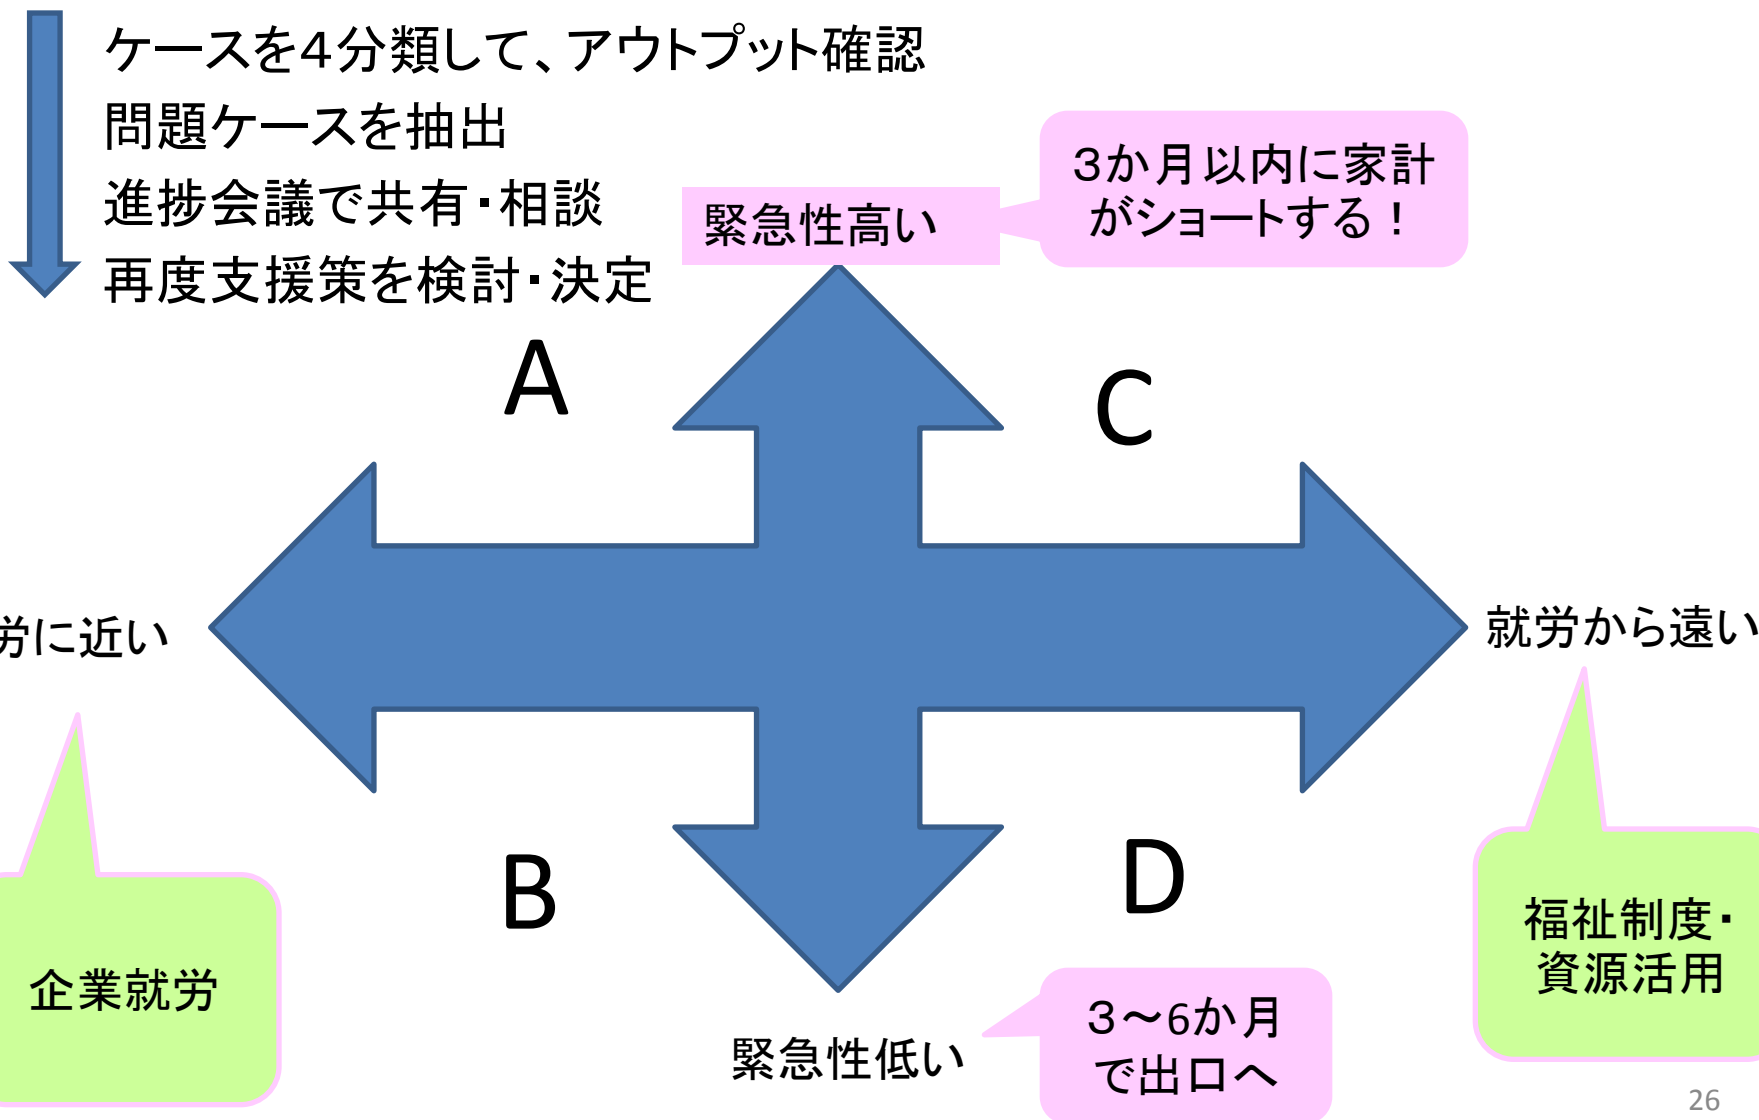 ケースを4分類して、アウトプット確認
問題ケースを抽出
進捗会議で共有・相談
再度支援策を検討・決定
緊急性高い
３か月以内に家計
がショートする！
A
C
労に近い
就労から遠い
B
D
企業就労
福祉制度・
資源活用
緊急性低い
３～6か月
で出口へ
26